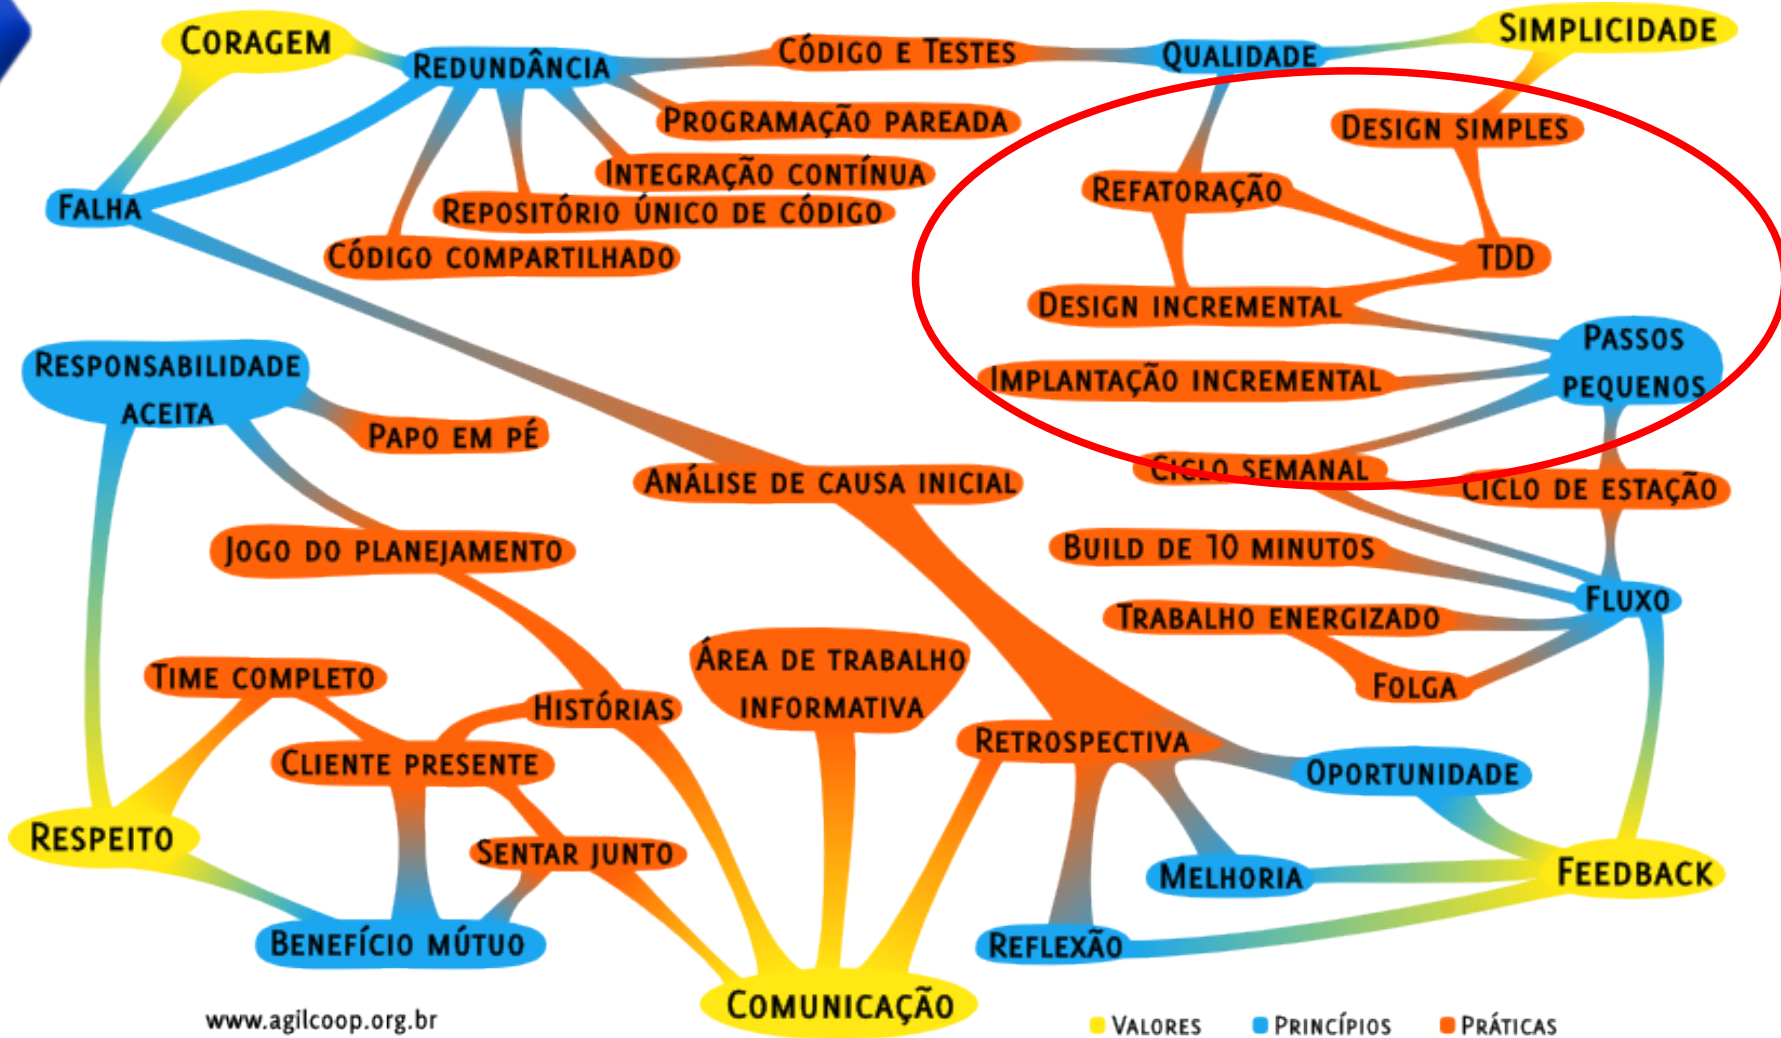 CORAGEM
SIMPLICIDADE
REDUNDÂNCIA
CÓDIGO E TESTES
QUALIDADE
PROGRAMAÇÃO PAREADA
DESIGN SIMPLES
INTEGRAÇÃO CONTÍNUA
REFATORAÇÃO
FALHA
REPOSITÓRIO ÚNICO DE CÓDIGO
CÓDIGO COMPARTILHADO
TDD
DESIGN INCREMENTAL
PASSOS
PEQUENOS
RESPONSABILIDADE
ACEITA
IMPLANTAÇÃO INCREMENTAL
PAPO EM PÉ
CICLO SEMANAL
ANÁLISE DE CAUSA INICIAL
CICLO DE ESTAÇÃO
JOGO DO PLANEJAMENTO
BUILD DE 10 MINUTOS
FLUXO
TRABALHO ENERGIZADO
TIME COMPLETO
ÁREA DE TRABALHO
INFORMATIVA
FOLGA
HISTÓRIAS
RETROSPECTIVA
CLIENTE PRESENTE
OPORTUNIDADE
RESPEITO
SENTAR JUNTO
MELHORIA
FEEDBACK
BENEFÍCIO MÚTUO
REFLEXÃO
COMUNICAÇÃO
www.agilcoop.org.br
VALORES
PRINCÍPIOS
PRÁTICAS